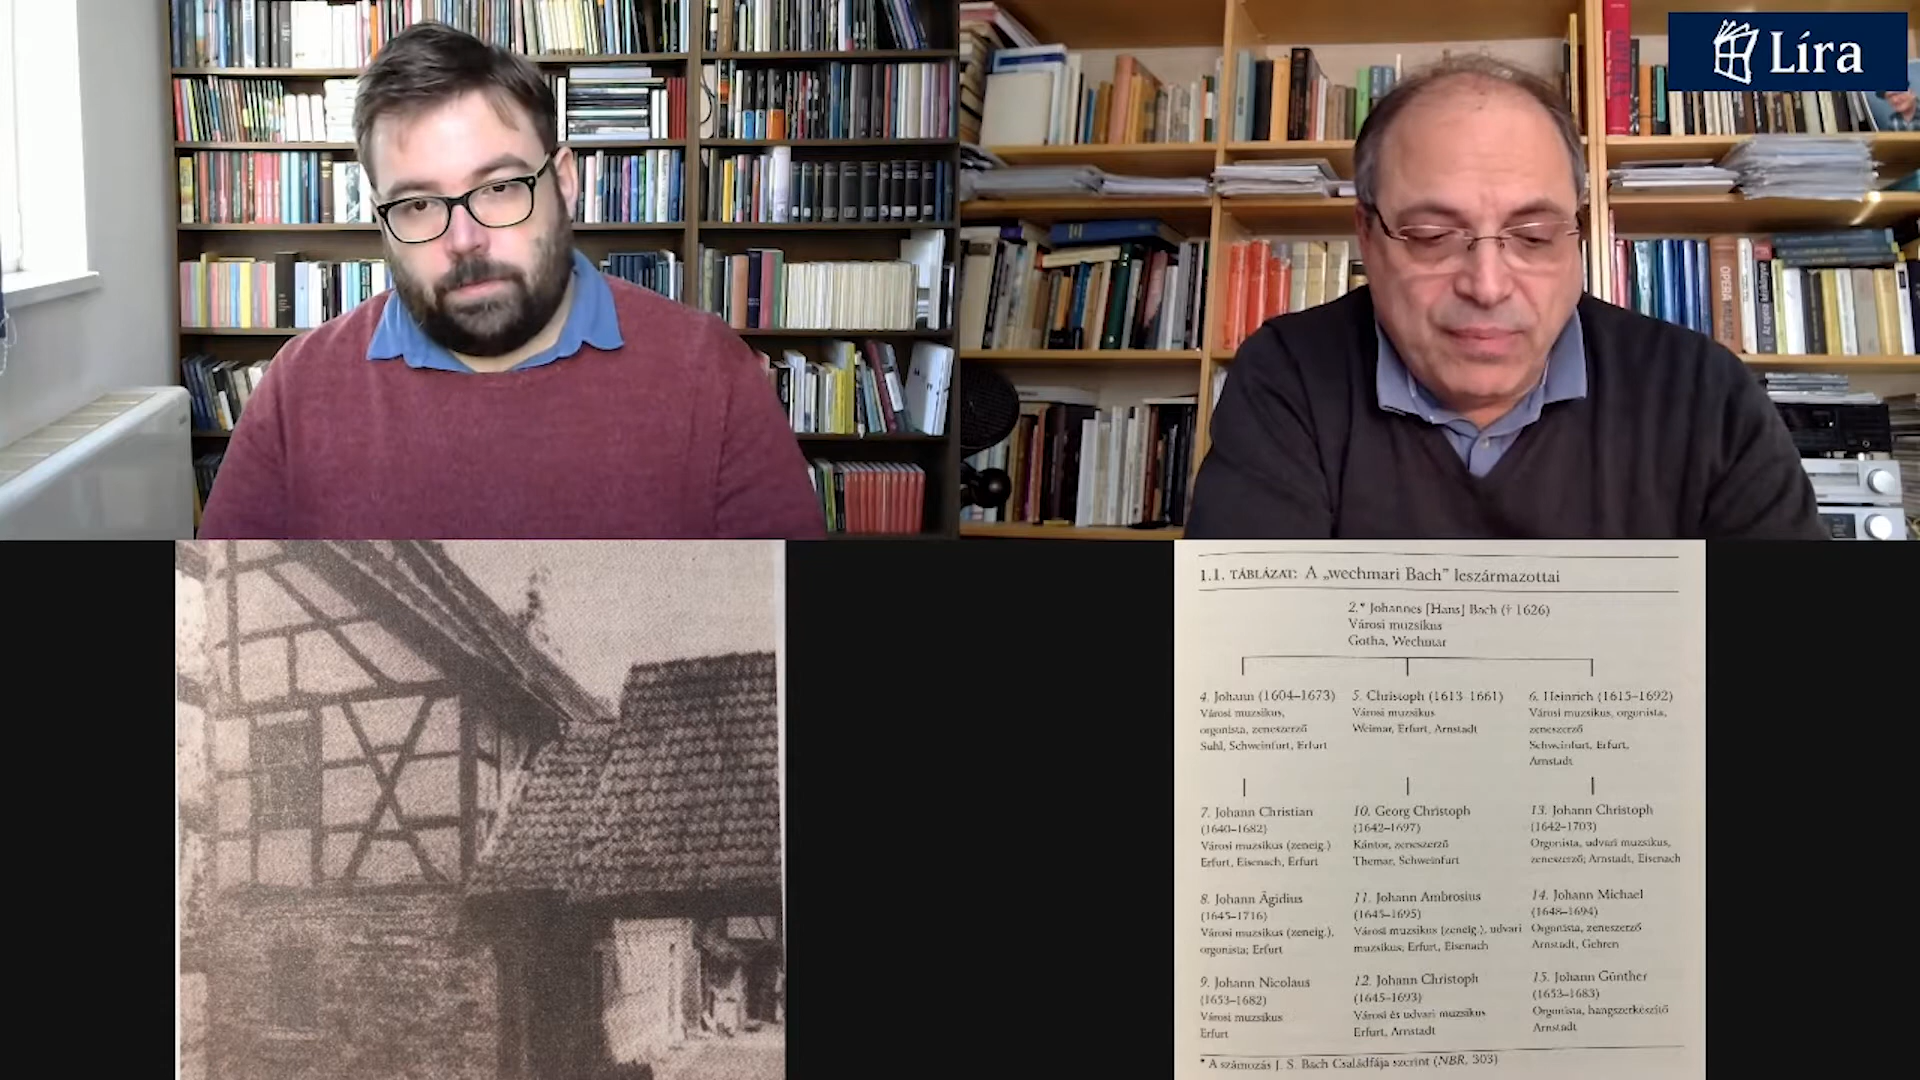 Líra
OPERA
1.1. TÁBLÁZAT: A „wechmari Bach” leszármazottai
2.* Johannes [Hans] Bach († 1626)
Városi muzsikus
Gotha, Wechmar
4. Johann (1604–1673)
Városi muzsikus,
orgonista, zeneszerző
Suhl, Schweinfurt, Erfurt
5. Christoph (1613–1661)
Városi muzsikus
Weimar, Erfurt, Arnstadt
6. Heinrich (1615–1692)
Városi muzsikus, orgonista,
zeneszerző
Schweinfurt, Erfurt,
Arnstadt
7. Johann Christian
(1640–1682)
Városi muzsikus (zeneig.)
Erfurt, Eisenach, Erfurt
10. Georg Christoph
(1642–1697)
Kántor, zeneszerző
Themar, Schweinfurt
13. Johann Christoph
(1642–1703)
Orgonista, udvari muzsikus,
zeneszerző; Arnstadt, Eisenach
8. Johann Ägidius
(1645–1716)
Városi muzsikus (zeneig.),
orgonista; Erfurt
11. Johann Ambrosius
(1645–1695)
Városi muzsikus (zeneig.), udvari
muzsikus; Erfurt, Eisenach
14. Johann Michael
(1648–1694)
Orgonista, zeneszerző
Arnstadt, Gehren
9. Johann Nicolaus
(1653–1682)
Városi muzsikus
Erfurt
12. Johann Christoph
(1645–1693)
Városi és udvari muzsikus
Erfurt, Arnstadt
15. Johann Günther
(1653–1683)
Orgonista, hangszerkészítő
Arnstadt
* A számozás J. S. Bach Családfája szerint (NBR, 303)